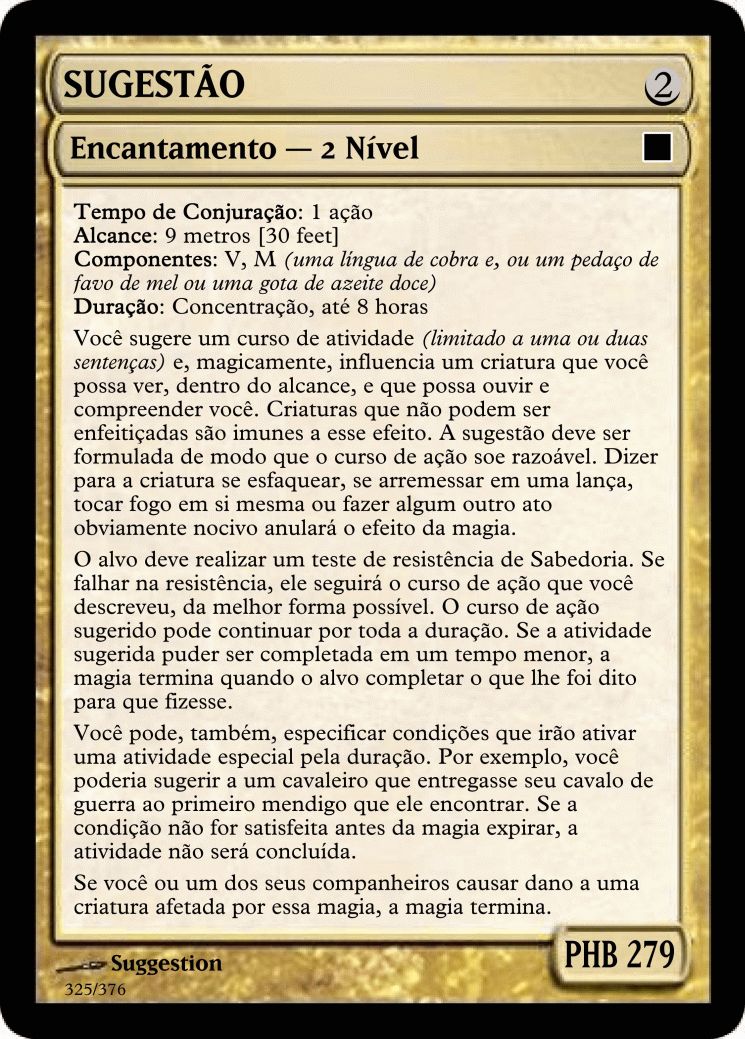 SUGESTÃO
2
Encantamento — 2 Nível
Tempo de Conjuração: 1 ação
Alcance: 9 metros [30 feet]
Componentes: V, M (uma língua de cobra e, ou um pedaço de
favo de mel ou uma gota de azeite doce)
Duração: Concentração, até 8 horas
Você sugere um curso de atividade (limitado a uma ou duas
sentenças) e, magicamente, influencia um criatura que você
possa ver, dentro do alcance, e que possa ouvir e
compreender você. Criaturas que não podem ser
enfeitiçadas são imunes a esse efeito. A sugestão deve ser
formulada de modo que o curso de ação soe razoável. Dizer
para a criatura se esfaquear, se arremessar em uma lança,
tocar fogo em si mesma ou fazer algum outro ato
obviamente nocivo anulará o efeito da magia.
O alvo deve realizar um teste de resistência de Sabedoria. Se
falhar na resistência, ele seguirá o curso de ação que você
descreveu, da melhor forma possível. O curso de ação
sugerido pode continuar por toda a duração. Se a atividade
sugerida puder ser completada em um tempo menor, a
magia termina quando o alvo completar o que lhe foi dito
para que fizesse.
Você pode, também, especificar condições que irão ativar
uma atividade especial pela duração. Por exemplo, você
poderia sugerir a um cavaleiro que entregasse seu cavalo de
guerra ao primeiro mendigo que ele encontrar. Se a
condição não for satisfeita antes da magia expirar, a
atividade não será concluída.
Se você ou um dos seus companheiros causar dano a uma
criatura afetada por essa magia, a magia termina.
PHB 279
Suggestion
325/376